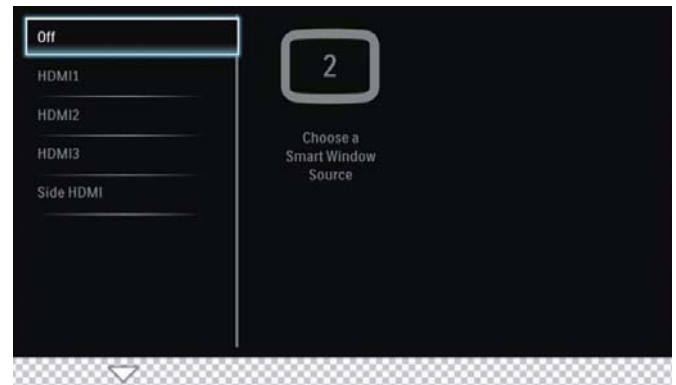 Off
HDMI1
HDMI2
HDMI3
Side HDMI
2
Choose a
Smart Window
Source